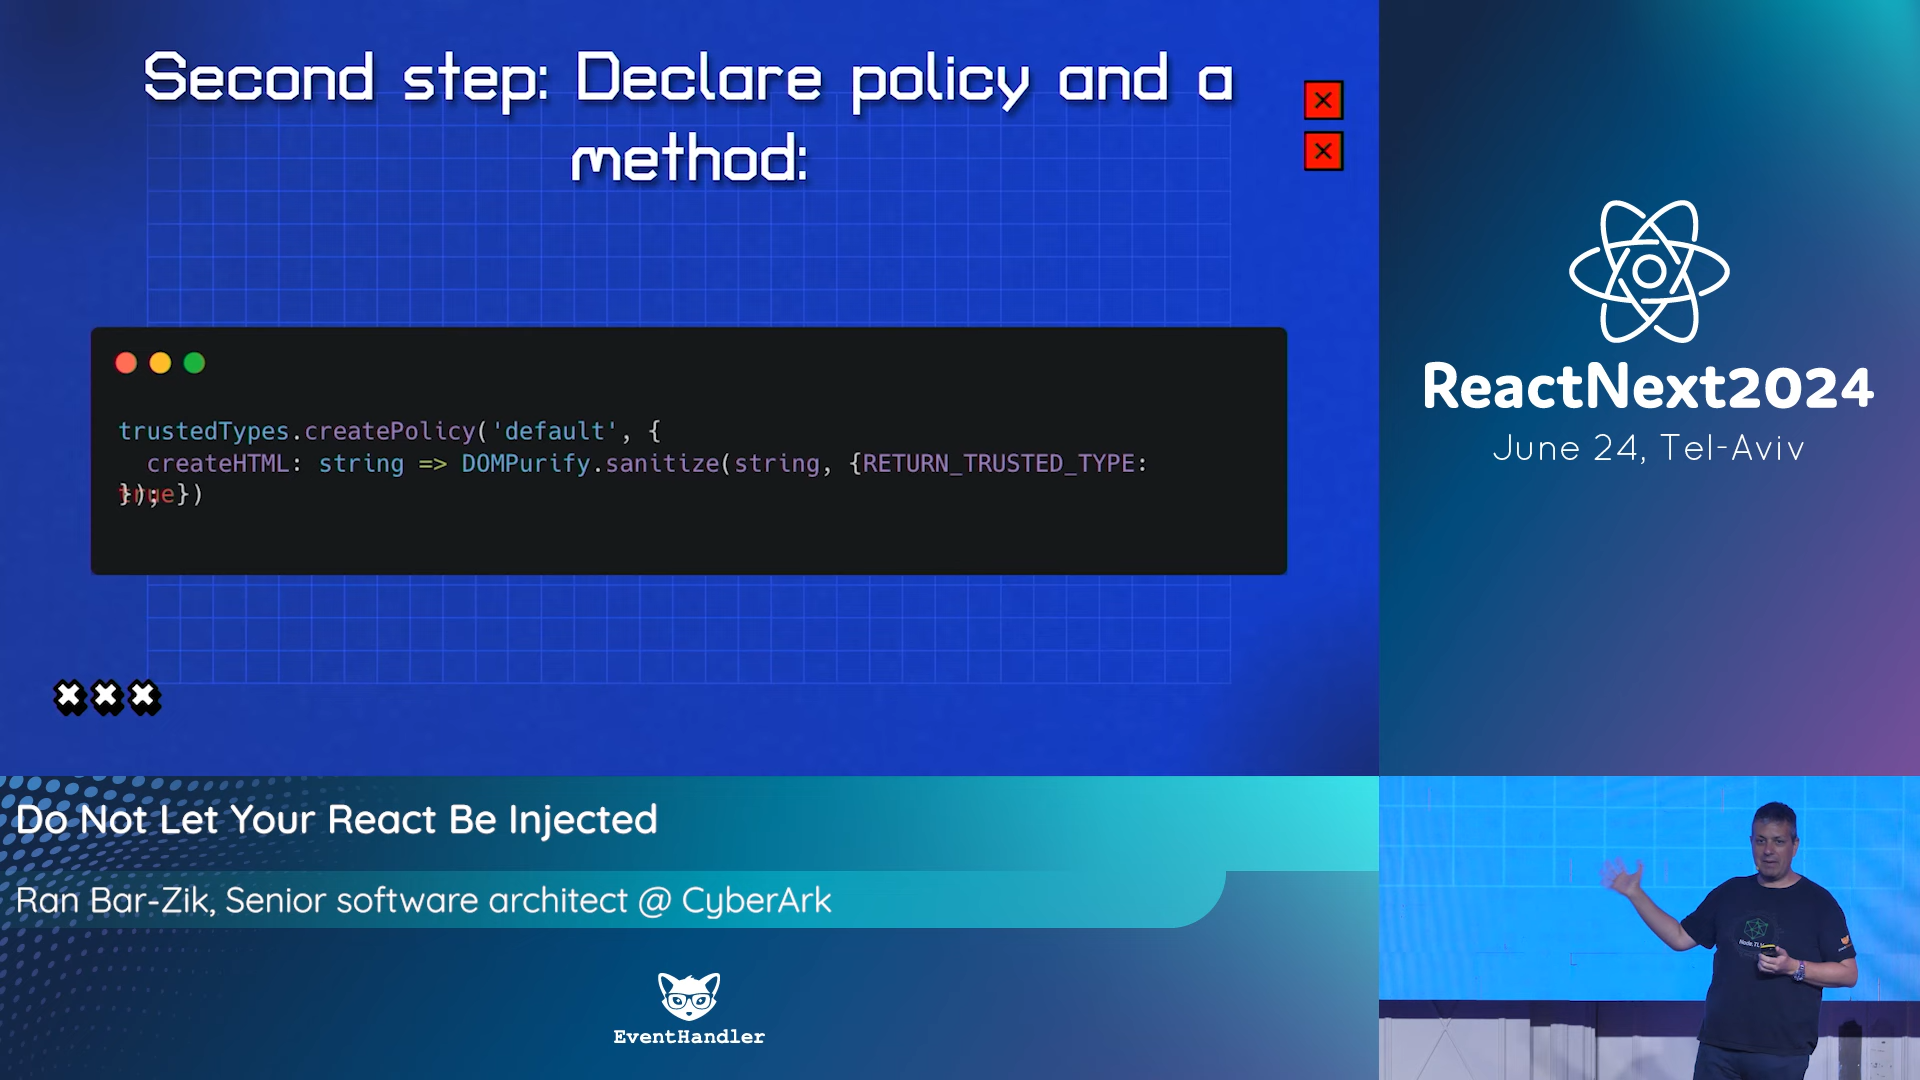 Second step: Declare policy and a
method:
trustedTypes.createPolicy('default', {
createHTML: string => DOMPurify.sanitize(string, {RETURN_TRUSTED_TYPE:
true})
});
ReactNext2024
June 24, Tel-Aviv
Do Not Let Your React Be Injected
Ran Bar-Zik, Senior software architect @ CyberArk
EventHandler